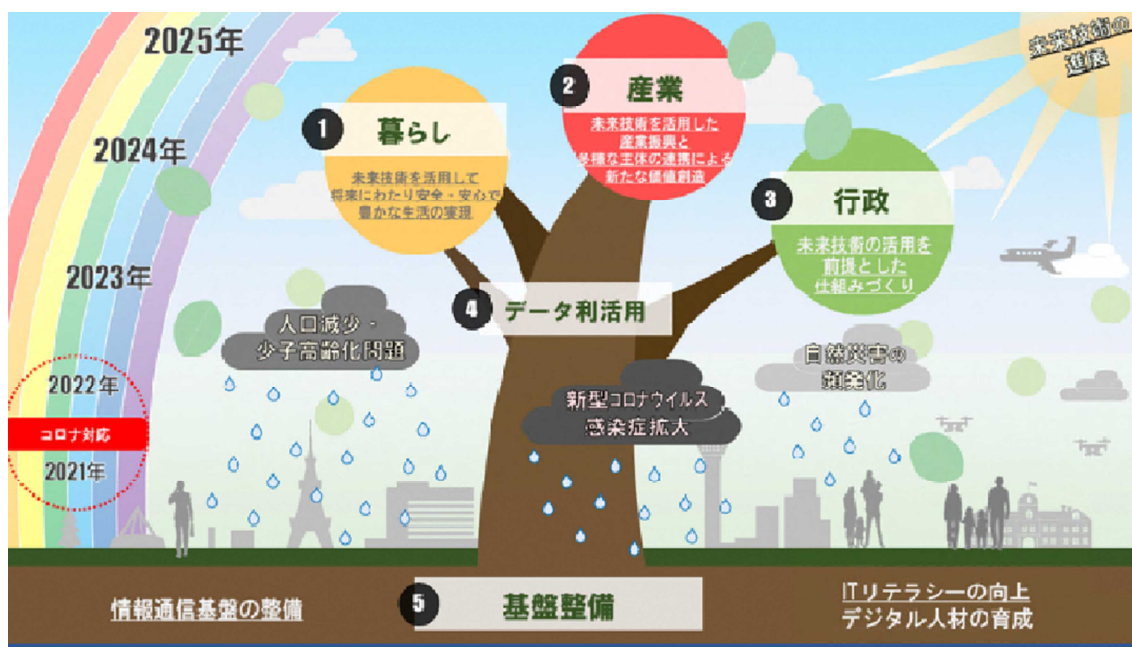 2025年
2024年
2023年
2022年
コロナ対応
2021年
未来技術の
進展
1
暮らし
未来技術を活用して
将来にわたり安全・安心で
豊かな生活の実現
2
産業
未来技術を活用した
産業振興と
多様な主体の連携による
新たな価値創造
3
行政
未来技術の活用を
前提とした
仕組みづくり
4
データ利活用
人口減少・
少子高齢化問題
新型コロナウイルス
感染症拡大
自然災害の
頻発化
情報通信基盤の整備
5
基盤整備
ITリテラシーの向上
デジタル人材の育成